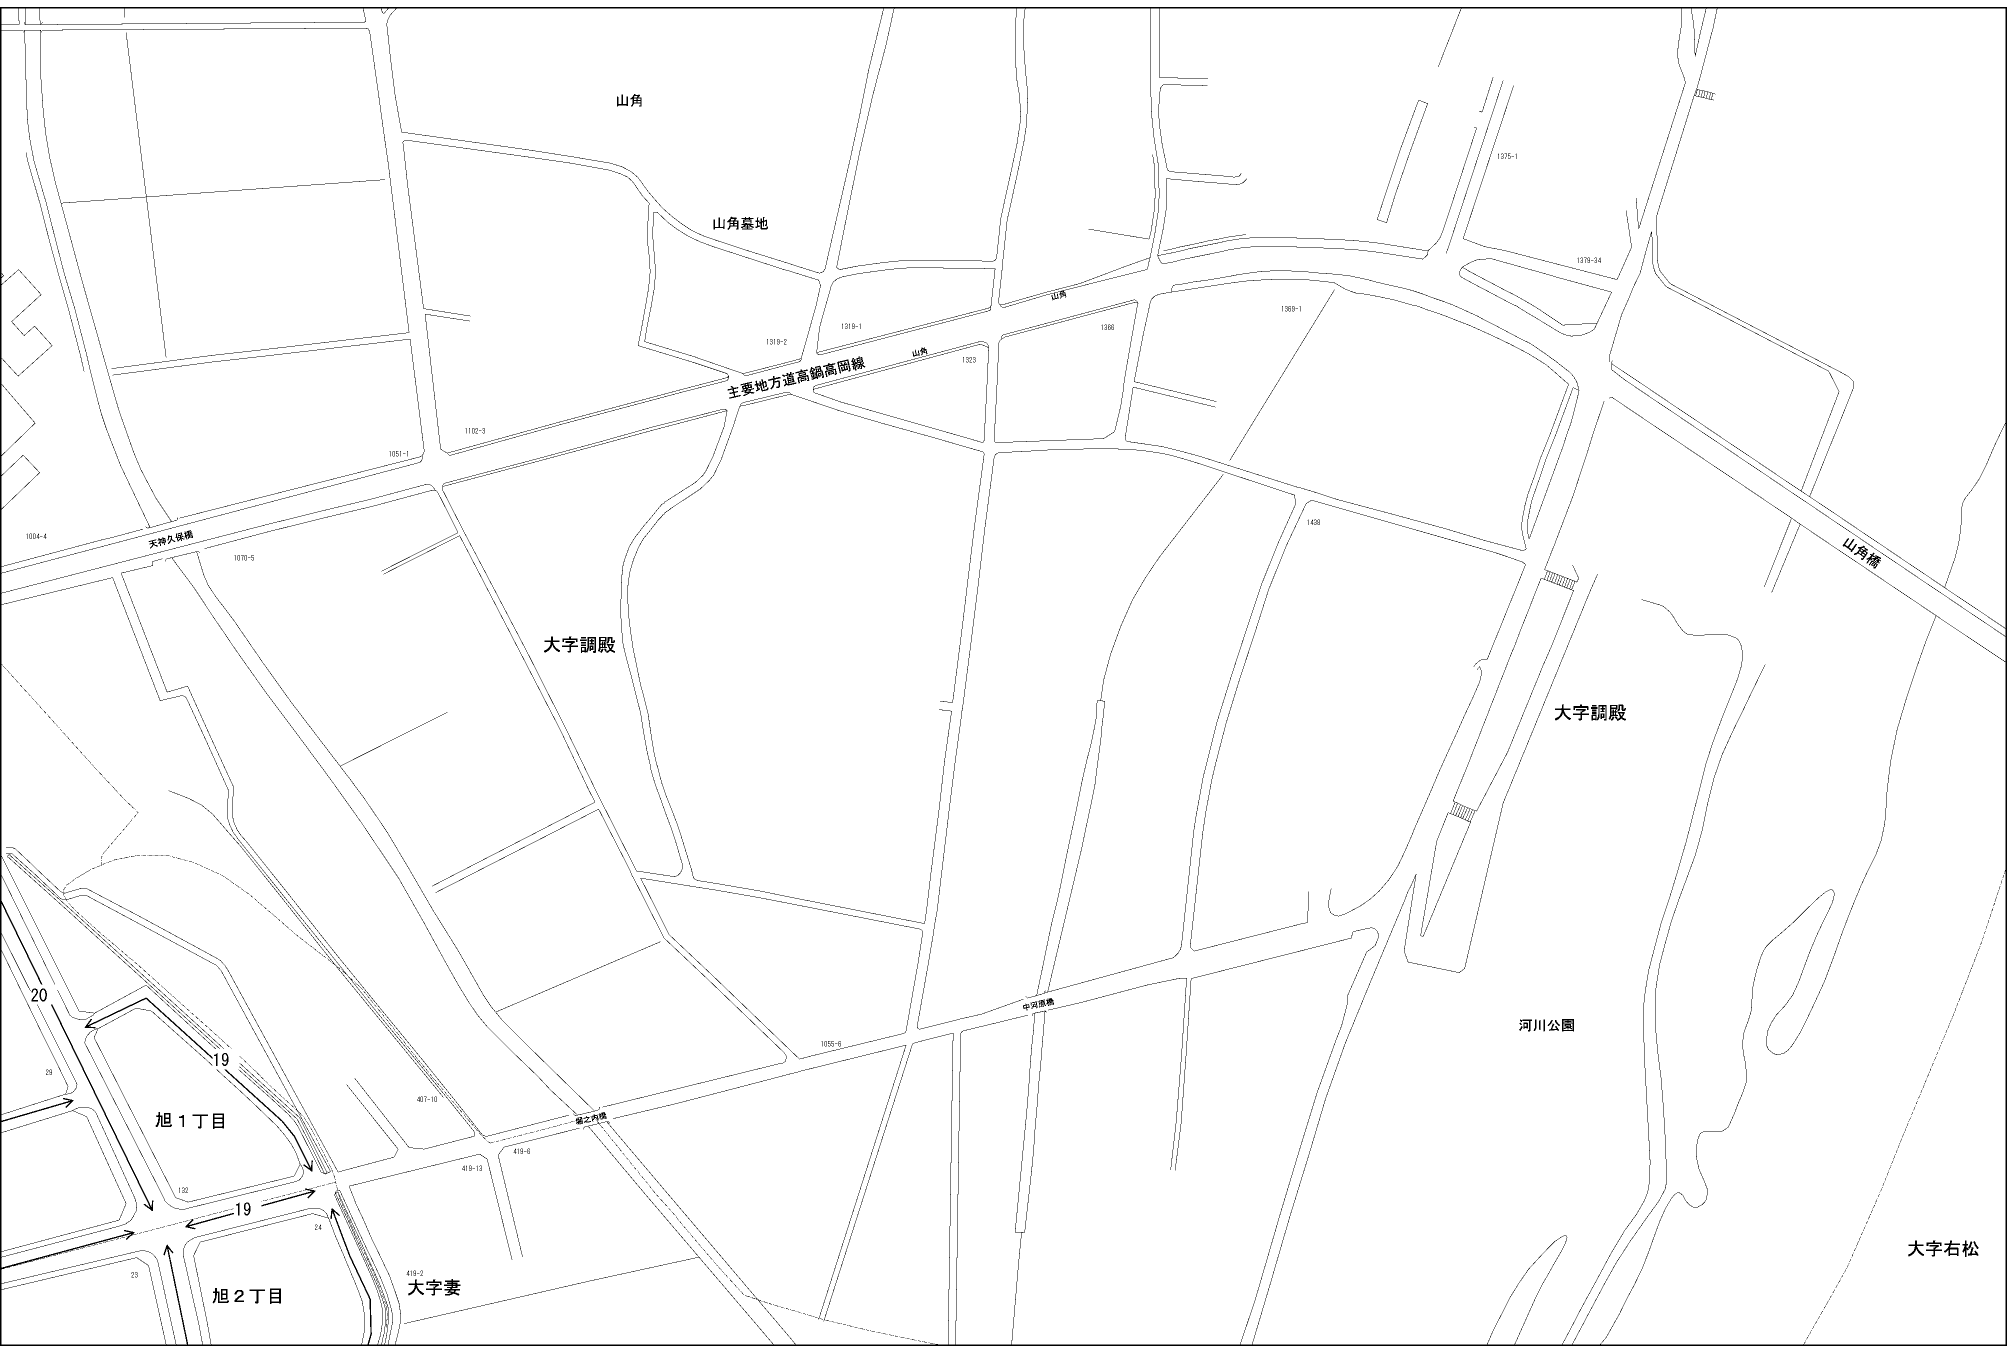 山角
1375-1
山角墓地
1379-34
山角
1369-1
1319-1
1366
1319-2
山角
1323
主要地方道高鍋高岡線
1102-3
1051-1
1438
1004-4
天神久保橋
1070-5
山角橋
大字調殿
大字調殿
20
中河原橋
河川公園
1055-6
19
29
407-10
旭１丁目
堀之内橋
419-6
419-13
132
19
24
大字右松
23
419-2
大字妻
旭２丁目